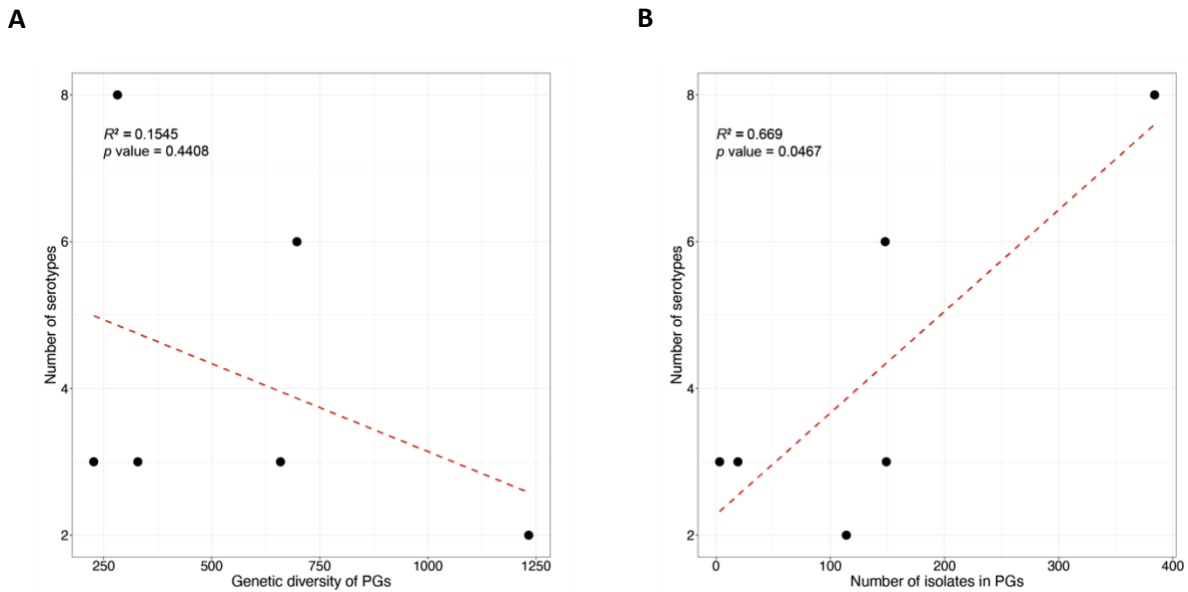 A
B
8
6
4
2
R² = 0.1545
p value = 0.4408
Number of serotypes
250
500
750
1000
1250
Genetic diversity of PGs
8
6
4
2
R² = 0.669
p value = 0.0467
Number of serotypes
0
100
200
300
400
Number of isolates in PGs